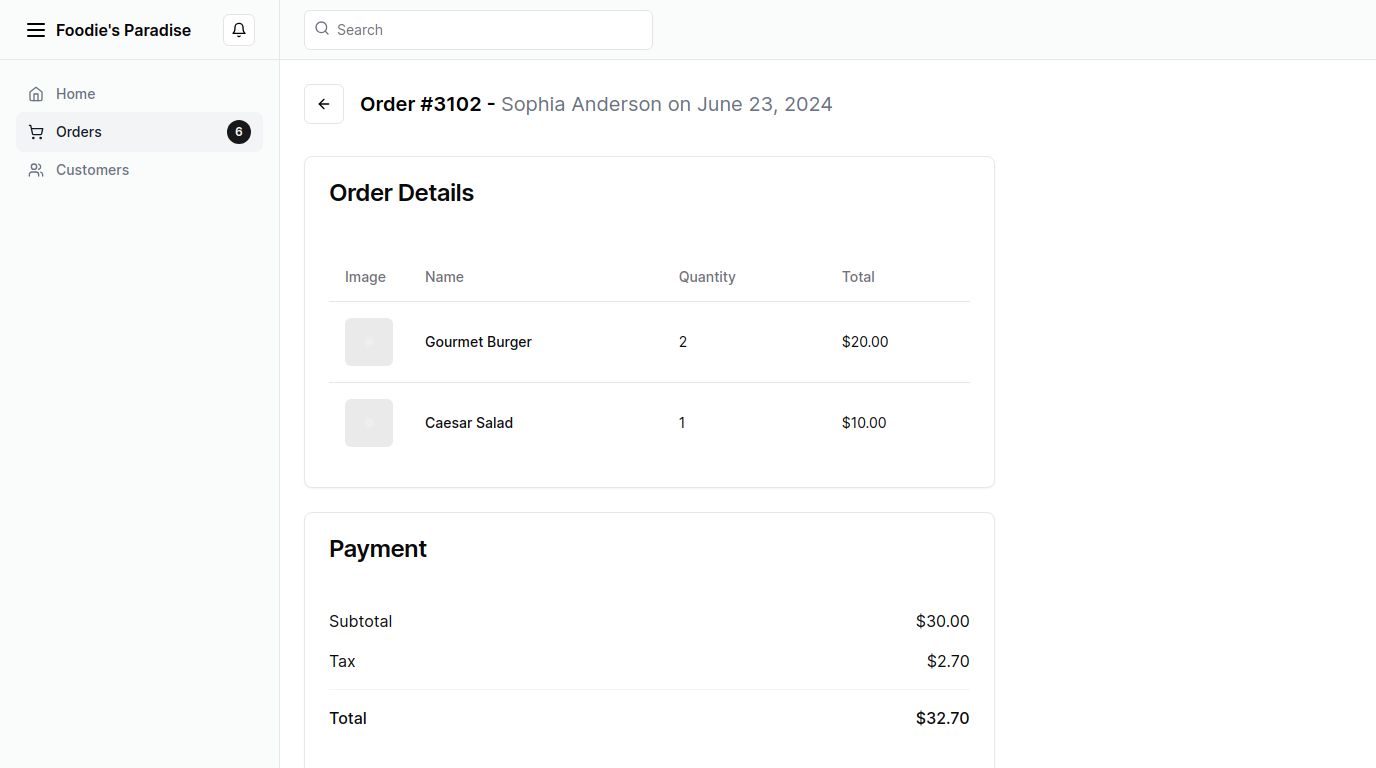 Foodie's Paradise
Search
Home
Orders 6
Customers
Order #3102 - Sophia Anderson on June 23, 2024
Order Details
Image Name Quantity Total
Gourmet Burger 2 $20.00
Caesar Salad 1 $10.00
Payment
Subtotal $30.00
Tax $2.70
Total $32.70